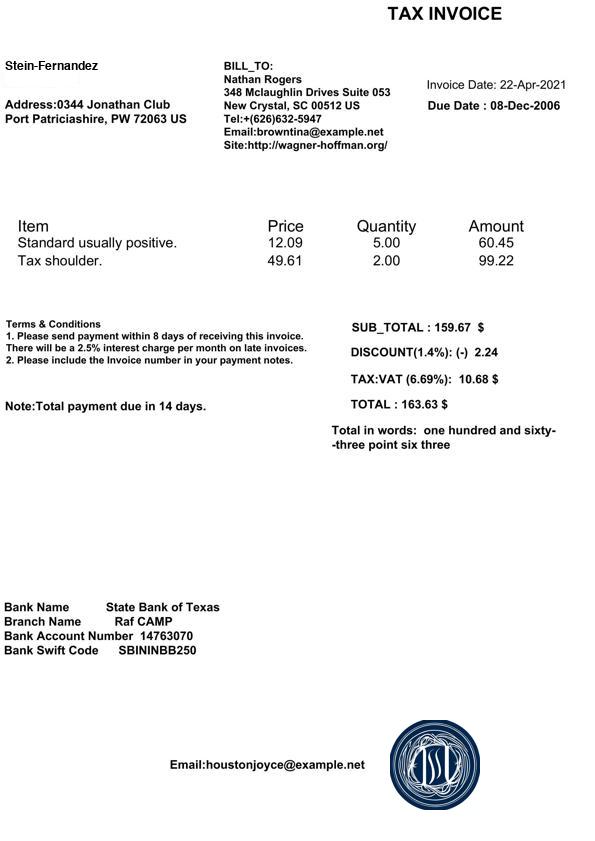 TAX INVOICE
Stein-Fernandez
Address:0344 Jonathan Club
Port Patriciashire, PW 72063 US
BILL_TO:
Nathan Rogers
348 Mclaughlin Drives Suite 053
New Crystal, SC 00512 US
Tel:+(626)632-5947
Email:browntina@example.net
Site:http://wagner-hoffman.org/
Invoice Date: 22-Apr-2021
Due Date : 08-Dec-2006
Item Price Quantity Amount
Standard usually positive. 12.09 5.00 60.45
Tax shoulder. 49.61 2.00 99.22
Terms & Conditions
1. Please send payment within 8 days of receiving this invoice.
There will be a 2.5% interest charge per month on late invoices.
2. Please include the Invoice number in your payment notes.
Note:Total payment due in 14 days.
SUB_TOTAL : 159.67 $
DISCOUNT(1.4%): (-) 2.24
TAX:VAT (6.69%): 10.68 $
TOTAL : 163.63 $
Total in words: one hundred and sixty-
-three point six three
Bank Name State Bank of Texas
Branch Name Raf CAMP
Bank Account Number 14763070
Bank Swift Code SBININBB250
Email:houstonjoyce@example.net